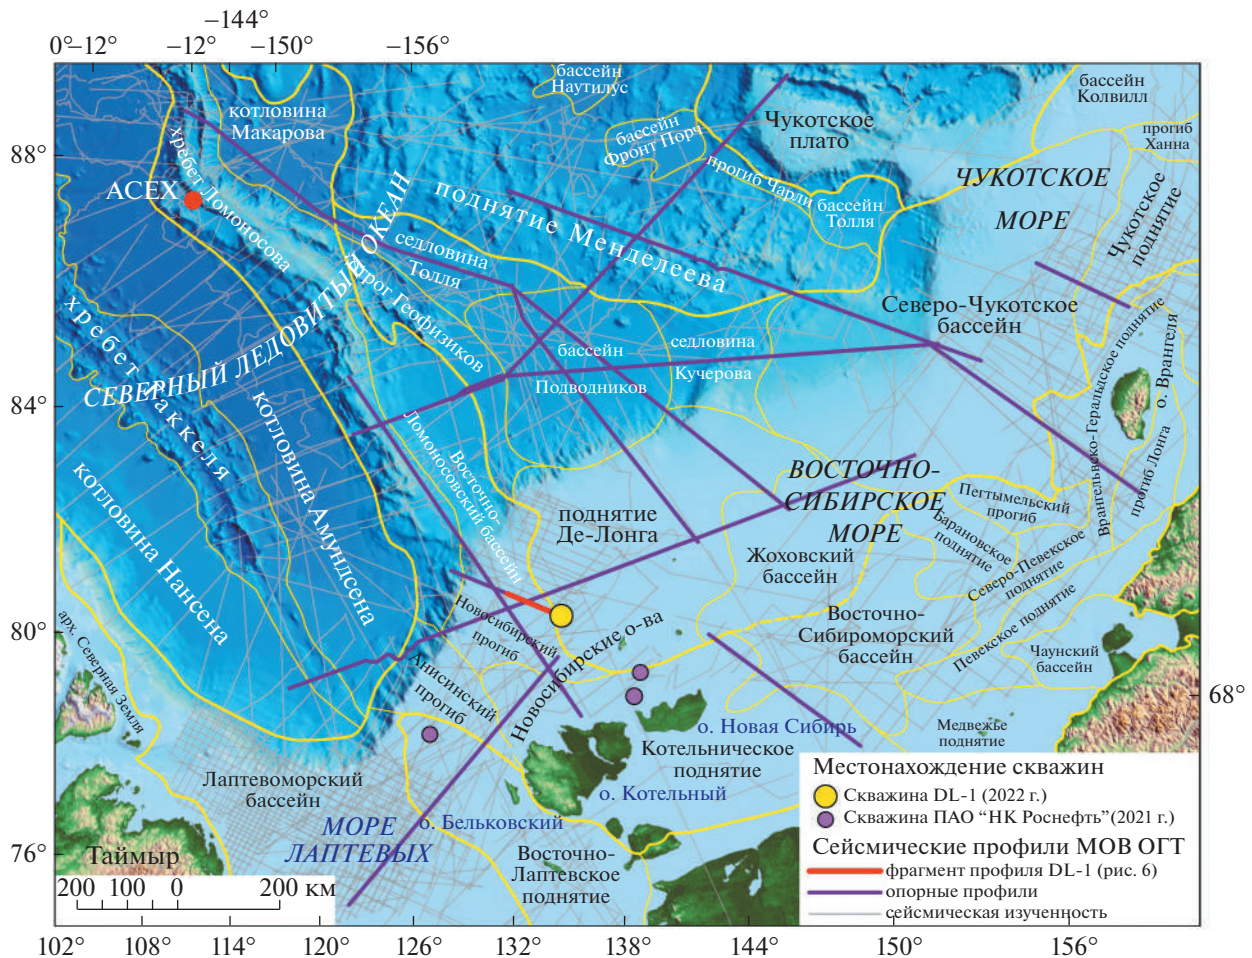 −144°
0°
−12°
−12°
−150°
−156°
88°
84°
80°
76°
68°
102°
108°
114°
120°
126°
132°
138°
144°
150°
156°
котловина
Макарова
бассейн
Наутилус
бассейн
Фронт Порч
Чукотское
плато
бассейн
Колвилл
прогиб
Ханна
ACEX
хребет Ломоносова
прогиб Чарли
бассейн
Толля
ЧУКОТСКОЕ
МОРЕ
Чукотское
поднятие
поднятие Менделеева
седловина
Толля
отрог Геофизиков
СЕВЕРНЫЙ ЛЕДОВИТЫЙ ОКЕАН
хребет Гаккеля
котловина Амундсена
котловина Нансена
Северо-Чукотское
бассейн
бассейн
Подводников
седловина
Кучерова
Врангельвско-Геральдское поднятие
о. Врангеля
прогиб Лонга
Восточно-
Ломоносовский бассейн
поднятие
Де-Лонга
ВОСТОЧНО-
СИБИРСКОЕ
МОРЕ
Пегтымельский
прогиб
Барановское
поднятие
Северо-Певекское
поднятие
Жоховский
бассейн
Восточно-
Сибироморский
бассейн
Певекское поднятие
Чаунский
бассейн
Медвежье
поднятие
Новосибирский
прогиб
Анисинский
прогиб
Новосибирские о-ва
арх. Северная Земля
о. Новая Сибирь
Котельническое
поднятие
о. Котельный
о. Бельковский
Лаптевоморский
бассейн
МОРЕ
ЛАПТЕВЫХ
Восточно-
Лаптевское
поднятие
Таймыр
200 100 0 200 км
Местонахождение скважин
Скважина DL-1 (2022 г.)
Скважина ПАО “НК Роснефть”(2021 г.)
Сейсмические профили МОВ ОГТ
фрагмент профиля DL-1 (рис. 6)
опорные профили
сейсмическая изученность